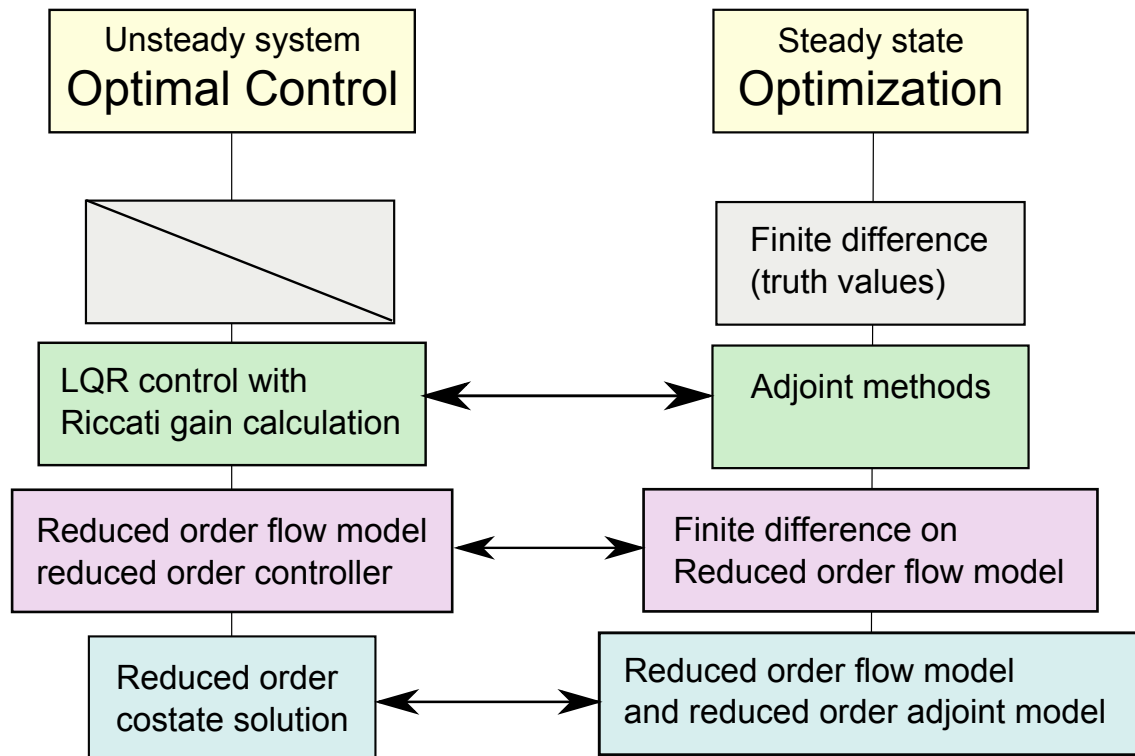 Unsteady system
Optimal Control
Steady state
Optimization
Finite difference
(truth values)
LQR control with
Riccati gain calculation
Adjoint methods
Reduced order flow model
reduced order controller
Finite difference on
Reduced order flow model
Reduced order
costate solution
Reduced order flow model
and reduced order adjoint model